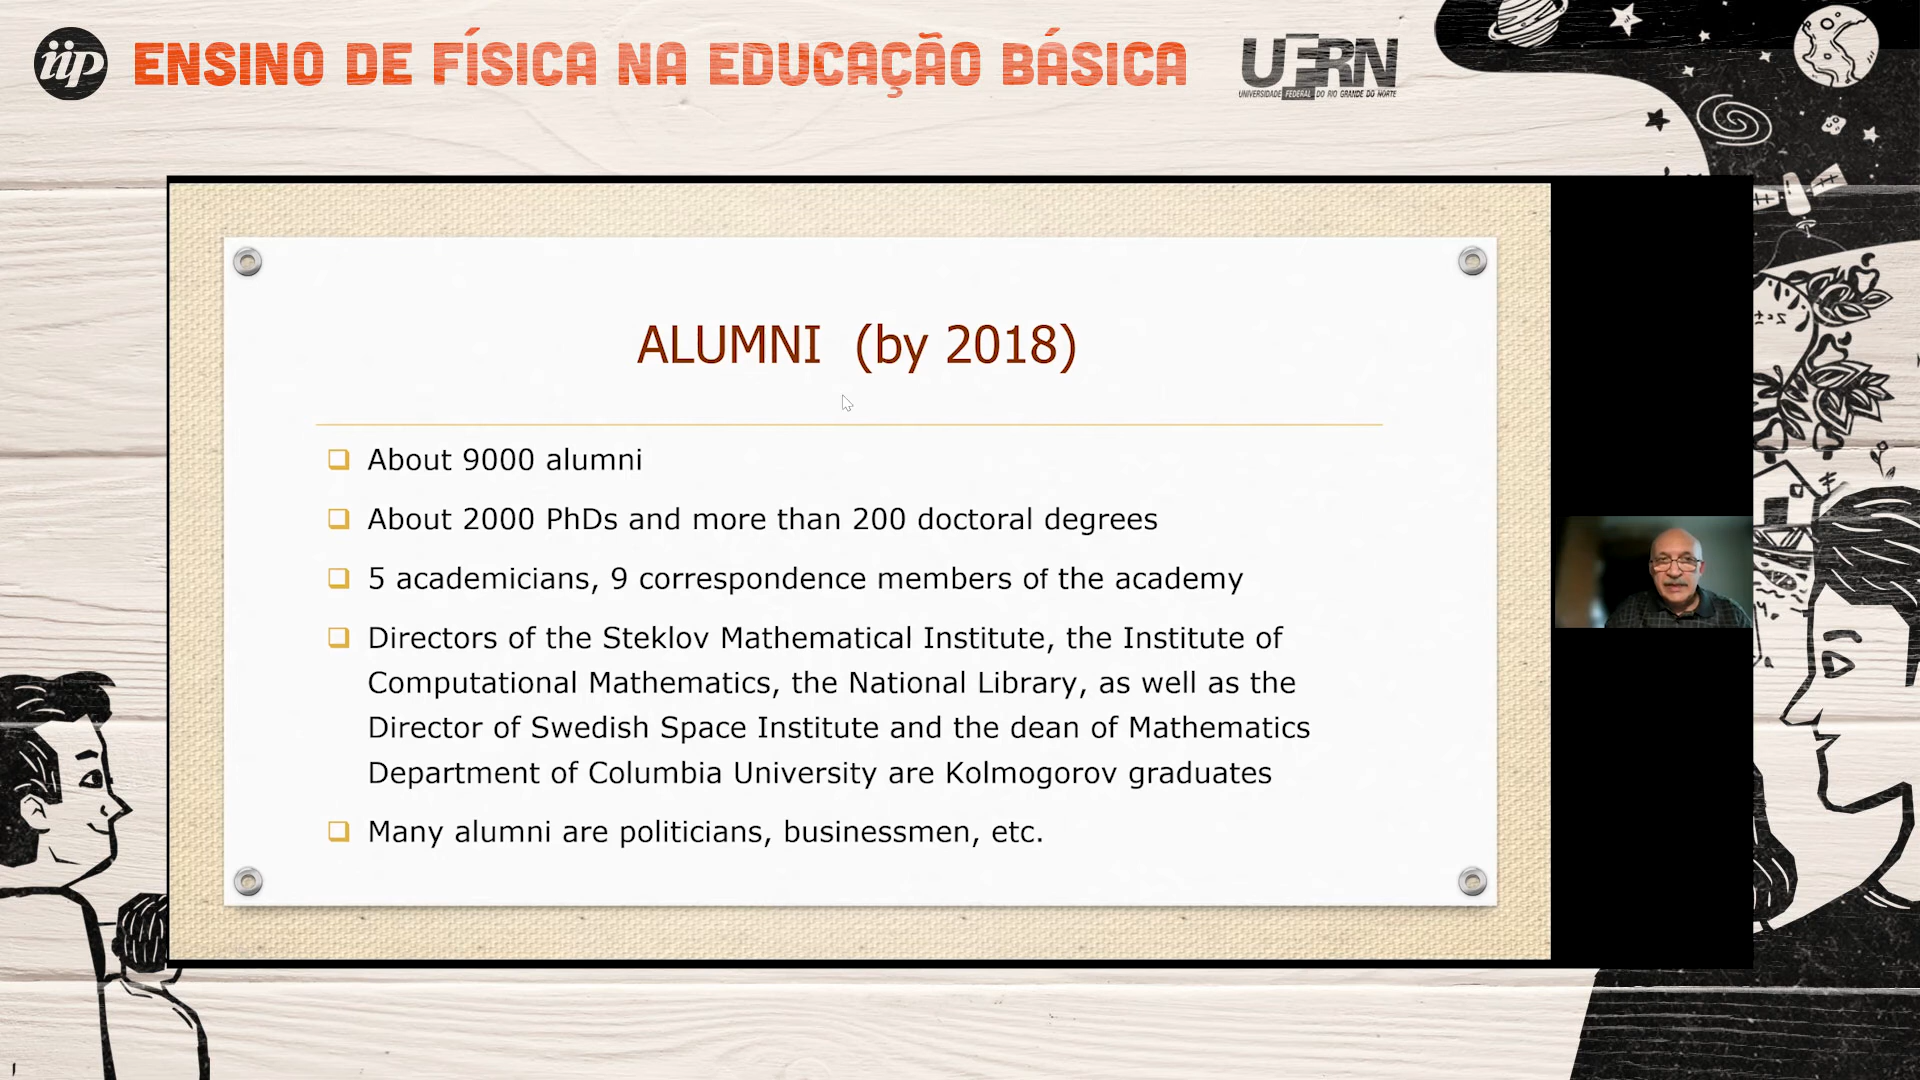 iip
ENSINO DE FÍSICA NA EDUCAÇÃO BÁSICA
UFRN
UNIVERSIDADE FEDERAL DO RIO GRANDE DO NORTE
ALUMNI (by 2018)
❑ About 9000 alumni
❑ About 2000 PhDs and more than 200 doctoral degrees
❑ 5 academicians, 9 correspondence members of the academy
❑ Directors of the Steklov Mathematical Institute, the Institute of
Computational Mathematics, the National Library, as well as the
Director of Swedish Space Institute and the dean of Mathematics
Department of Columbia University are Kolmogorov graduates
❑ Many alumni are politicians, businessmen, etc.